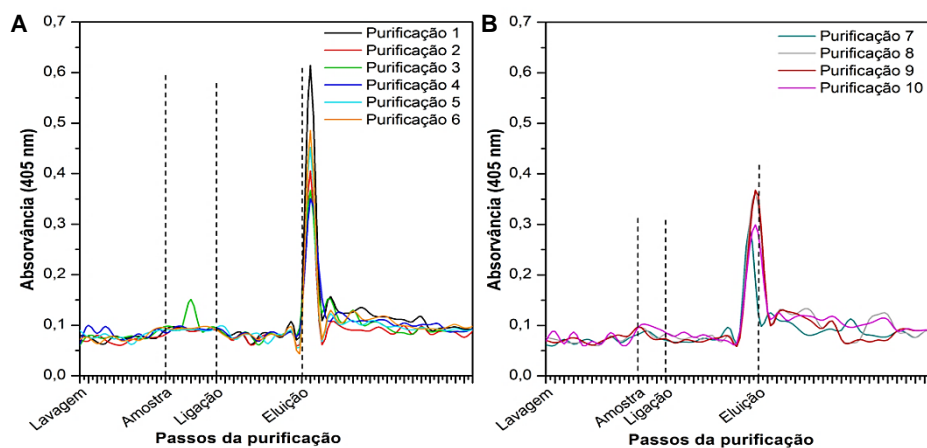 A
Absorvância (405 nm)
0,7
0,6
0,5
0,4
0,3
0,2
0,1
0,0
Purificação 1
Purificação 2
Purificação 3
Purificação 4
Purificação 5
Purificação 6
Lavagem
Amostra
Ligação
Eluição
Passos da purificação
B
Absorvância (405 nm)
0,7
0,6
0,5
0,4
0,3
0,2
0,1
0,0
Purificação 7
Purificação 8
Purificação 9
Purificação 10
Lavagem
Amostra
Ligação
Eluição
Passos da purificação